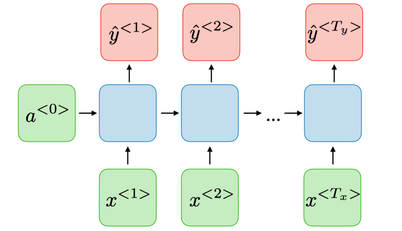 ŷ<1> ŷ<2> ŷ<Ty>
a<0> ...
x<1> x<2> x<Tx>